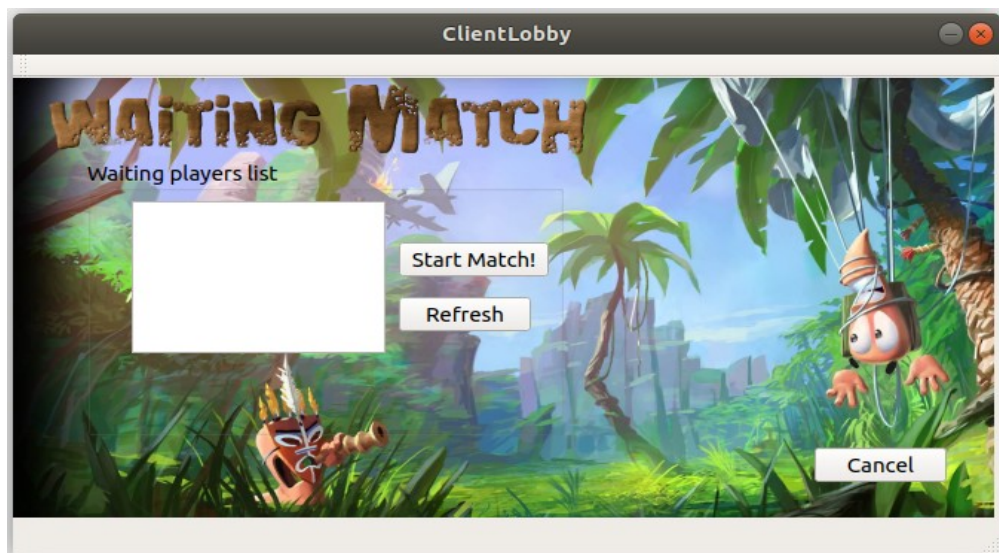 ClientLobby
WAITING MATCH
Waiting players list
Start Match!
Refresh
Cancel